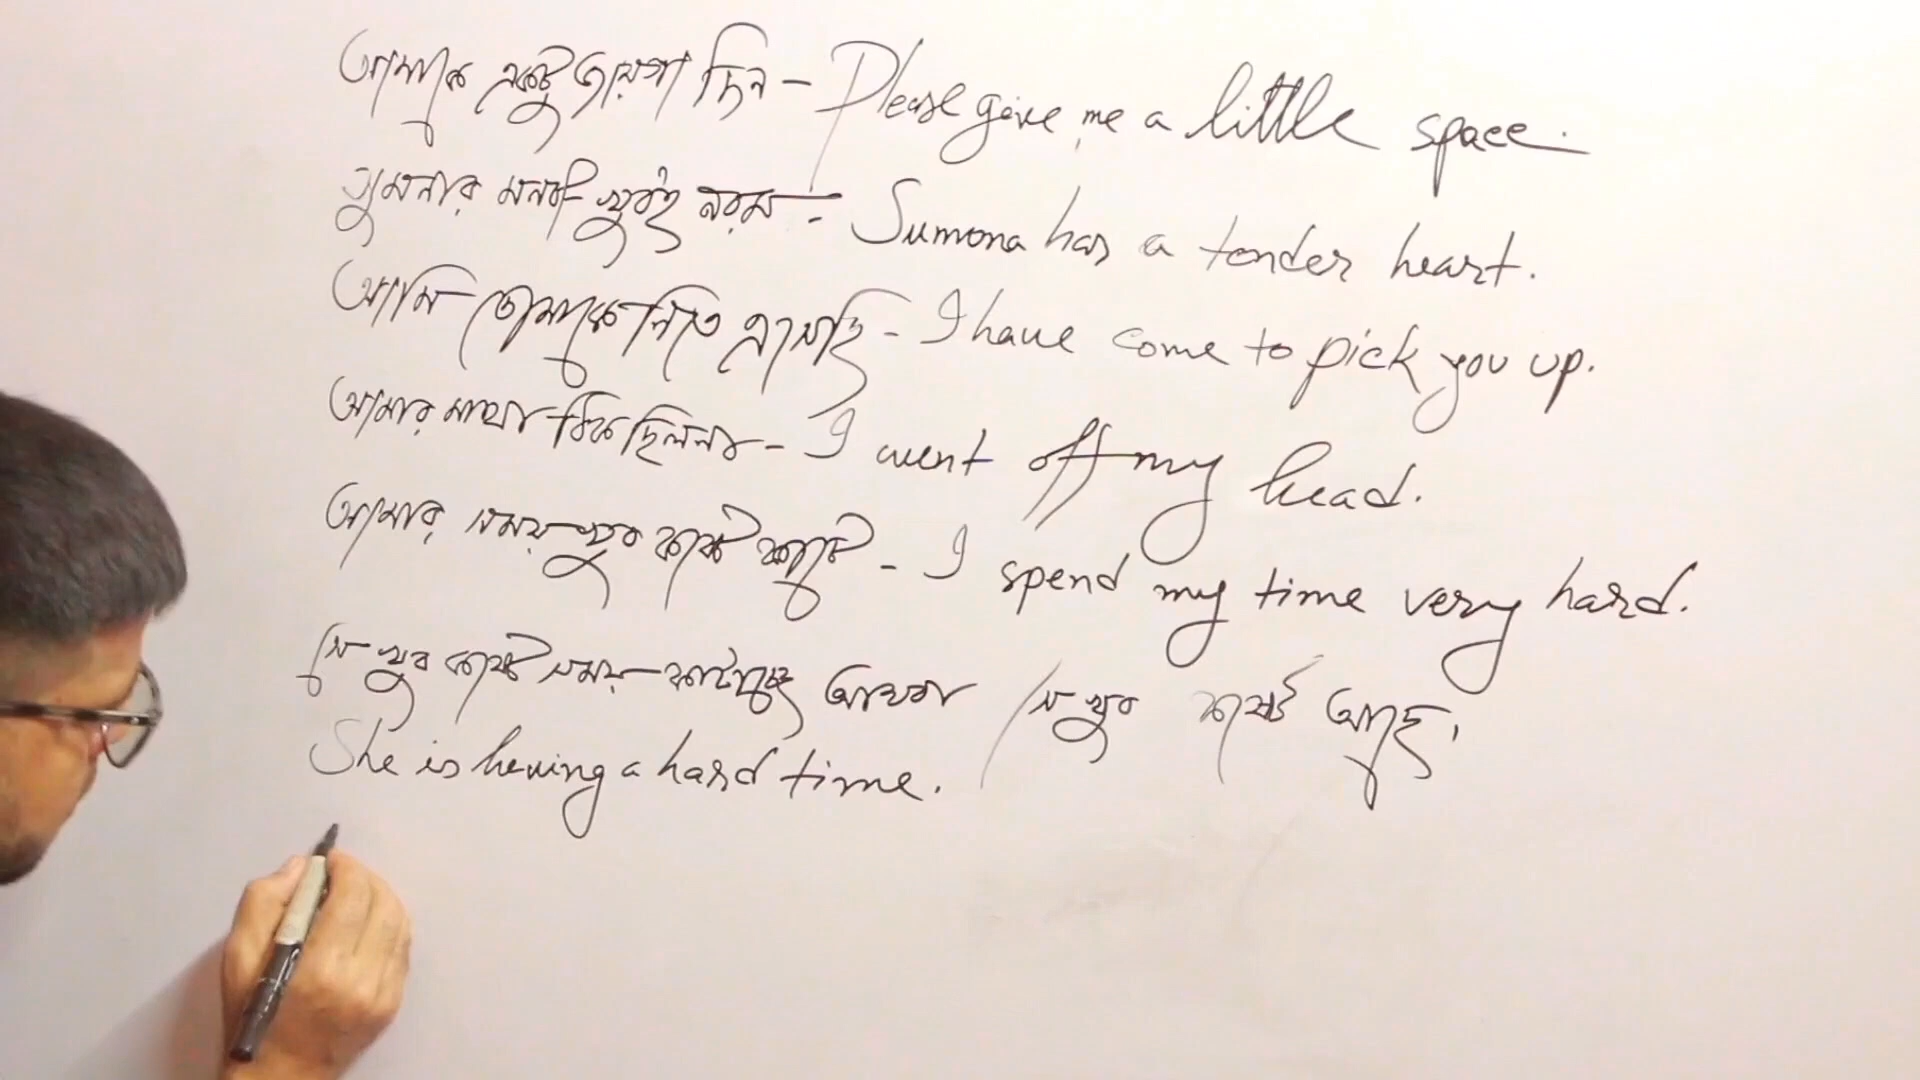 আমাকে একটু জায়গা দিন - Please give me a little space.
সুমনার মনটা খুবই নরম - Sumona has a tender heart.
আমি তোমাকে নিতে এসেছি - I have come to pick you up.
আমার মাথা ঠিক ছিলনা - I went off my head.
আমার সময় খুব কষ্টে কাটে - I spend my time very hard.
সে খুব কষ্টে সময় কাটাচ্ছে অথবা সে খুব কষ্টে আছে।
She is having a hard time.